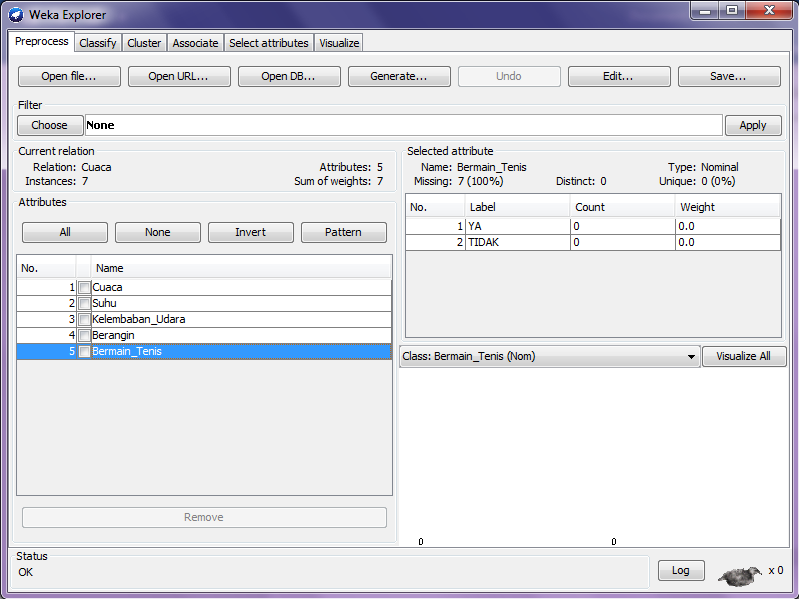 Weka Explorer
Preprocess Classify Cluster Associate Select attributes Visualize
Open file... Open URL... Open DB... Generate... Undo Edit... Save...
Filter
Choose None Apply
Current relation
Relation: Cuaca Attributes: 5
Instances: 7 Sum of weights: 7
Selected attribute
Name: Bermain_Tenis Type: Nominal
Missing: 7 (100%) Distinct: 0 Unique: 0 (0%)
Attributes
All None Invert Pattern
No. Name
1 Cuaca
2 Suhu
3 Kelembaban_Udara
4 Berangin
5 Bermain_Tenis
Remove
No. Label Count Weight
1 YA 0 0.0
2 TIDAK 0 0.0
Class: Bermain_Tenis (Nom) Visualize All
0 0
Status
OK
Log x 0